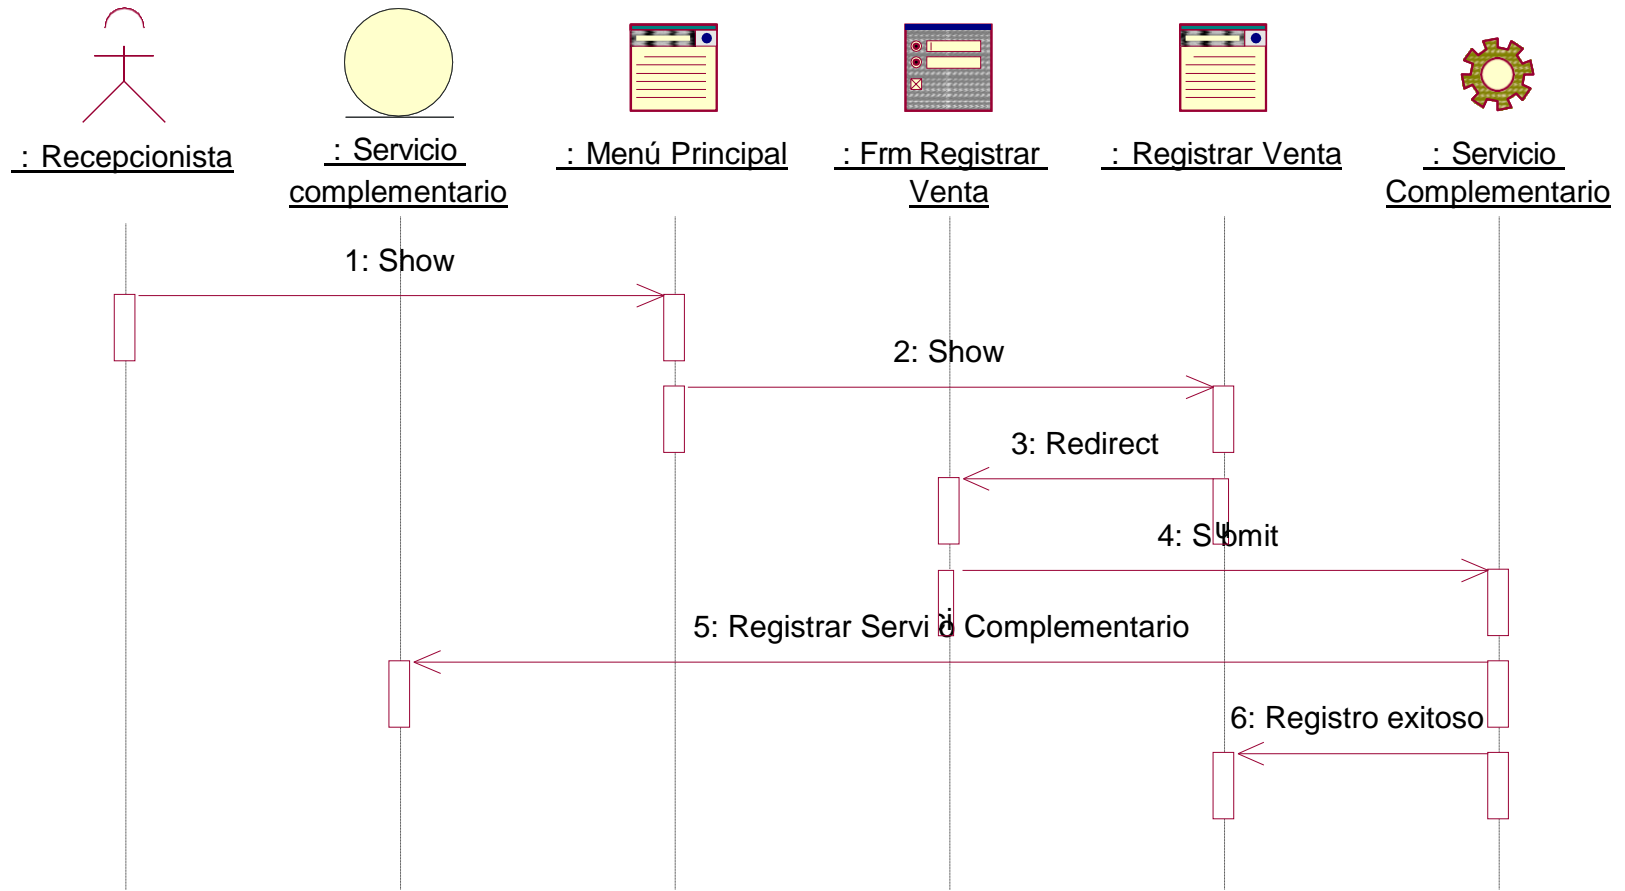 : Recepcionista
: Servicio
complementario
: Menú Principal
: Frm Registrar
Venta
: Registrar Venta
: Servicio
Complementario
1: Show
2: Show
3: Redirect
4: Submit
5: Registrar Servicio Complementario
6: Registro exitoso